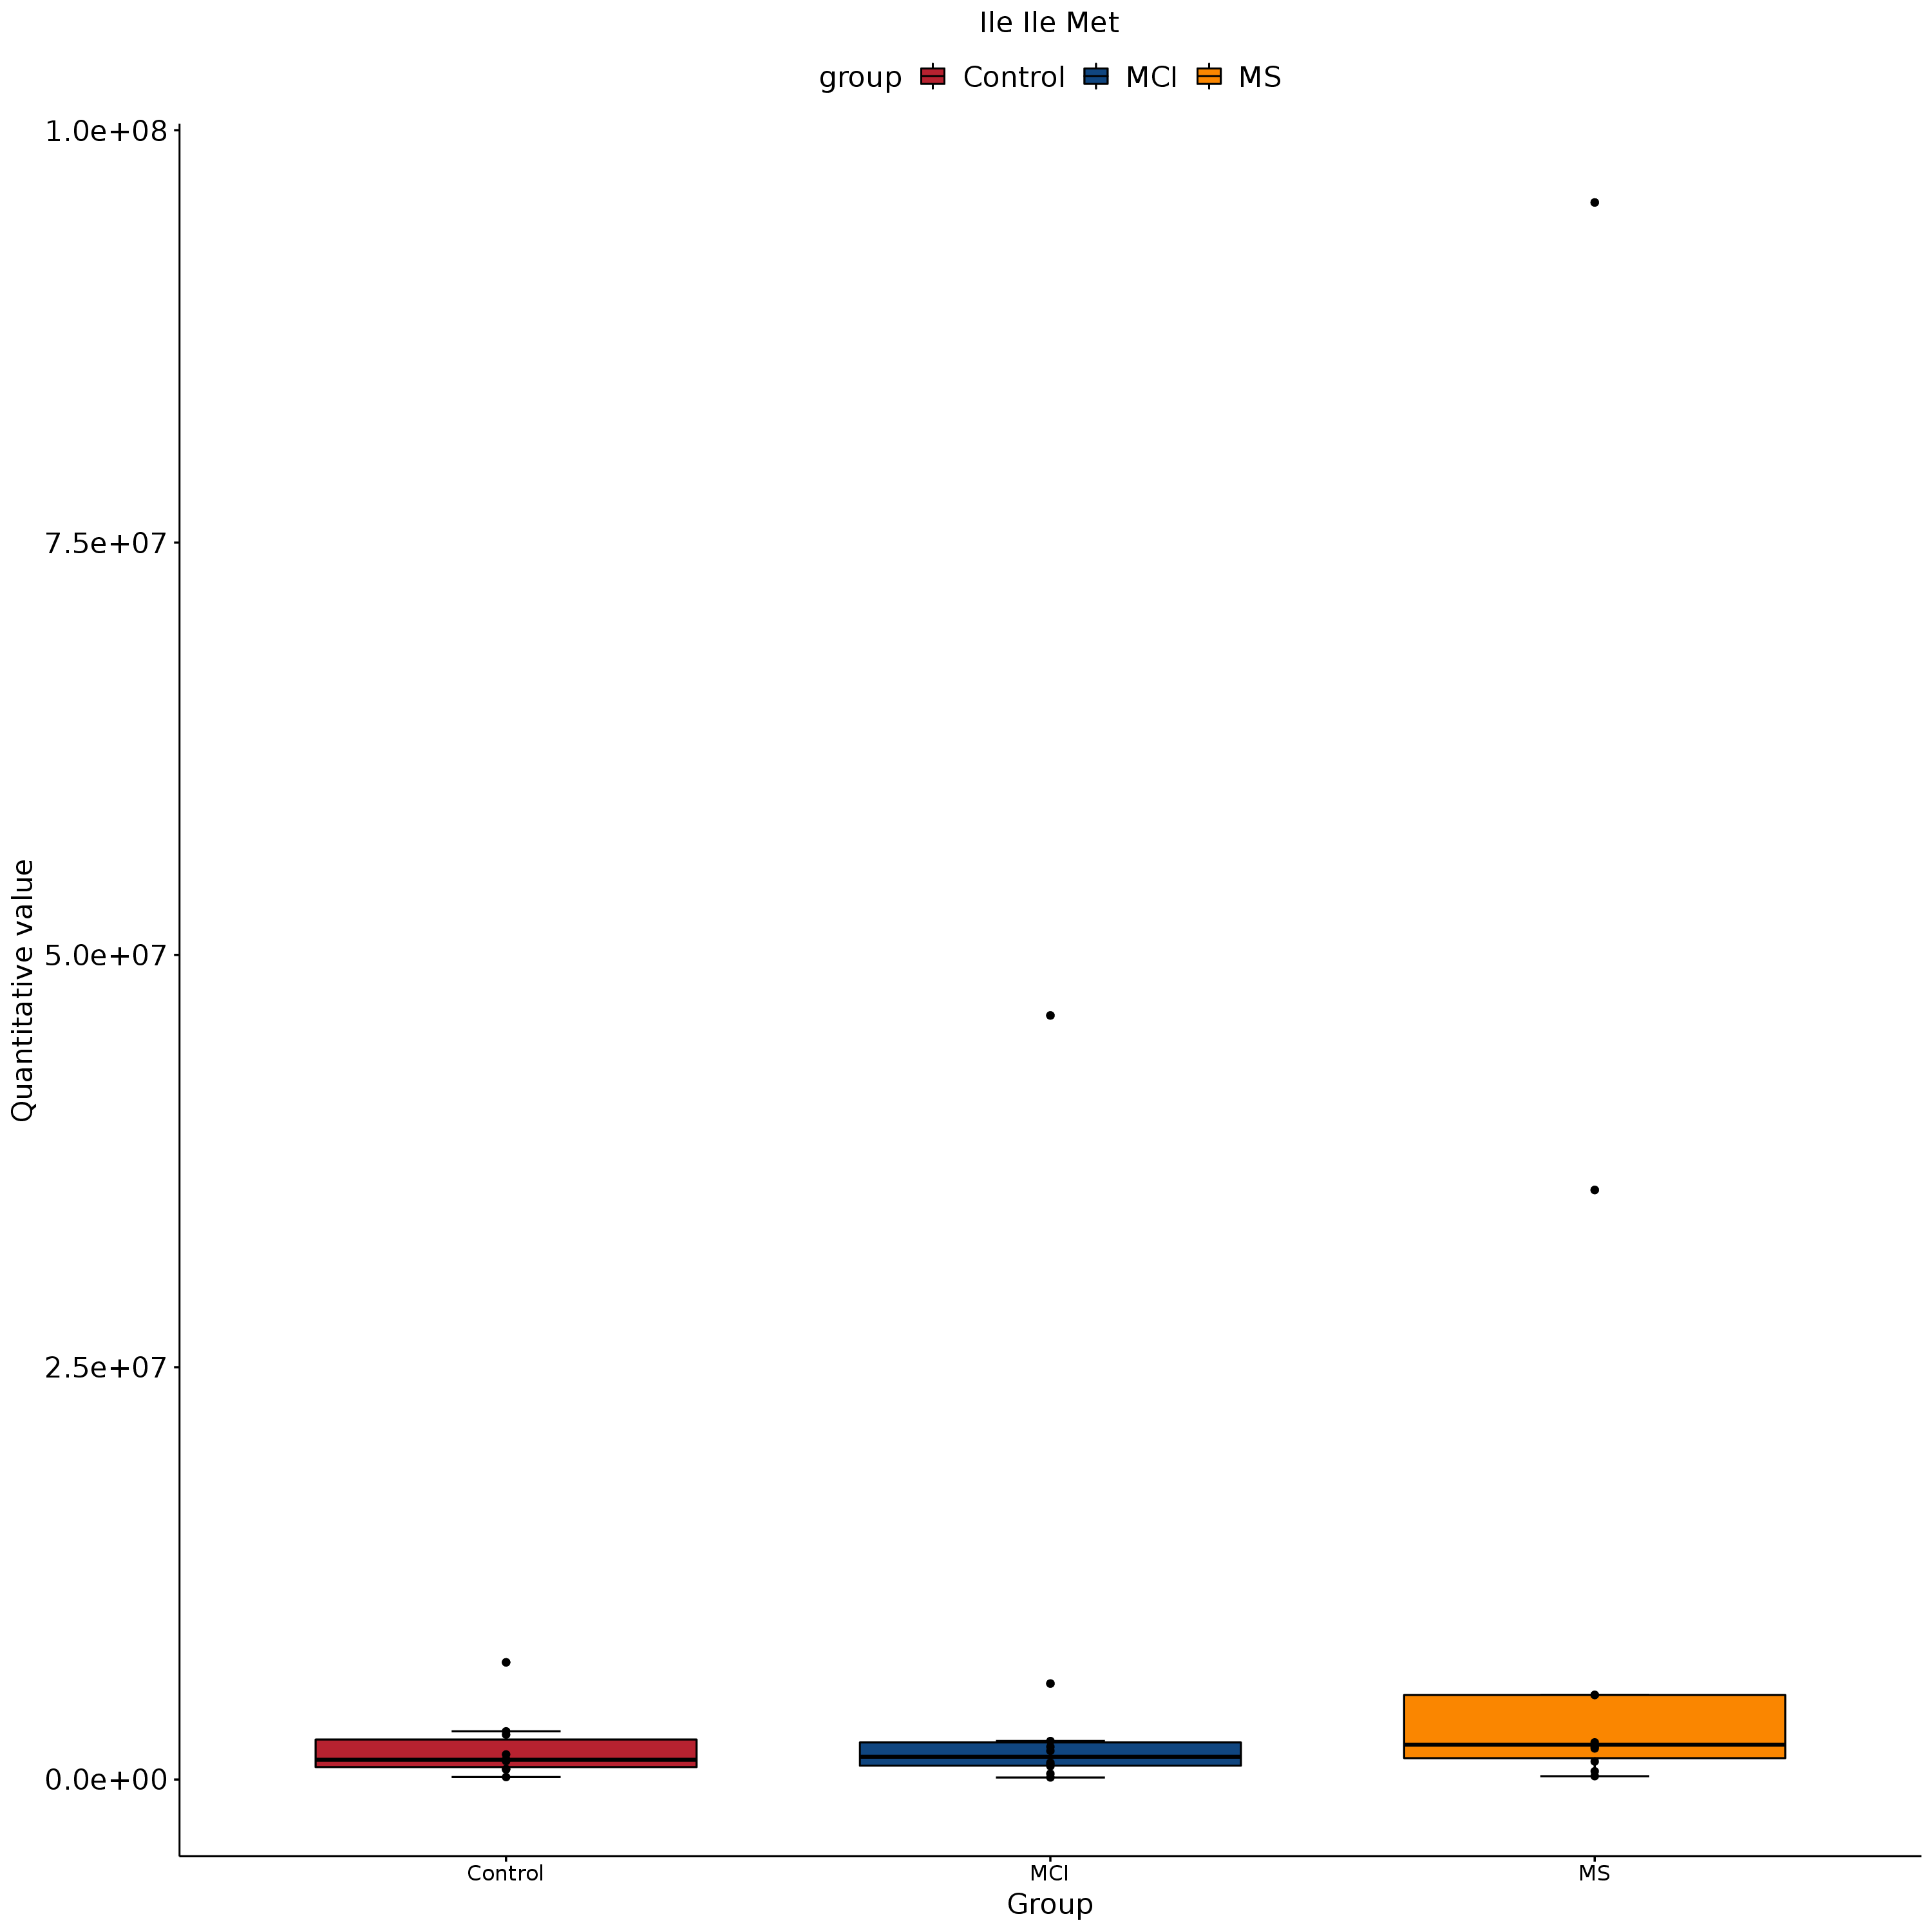 Ile Ile Met
group Control MCI MS
1.0e+08
7.5e+07
5.0e+07
2.5e+07
0.0e+00
Quantitative value
Control MCI MS
Group